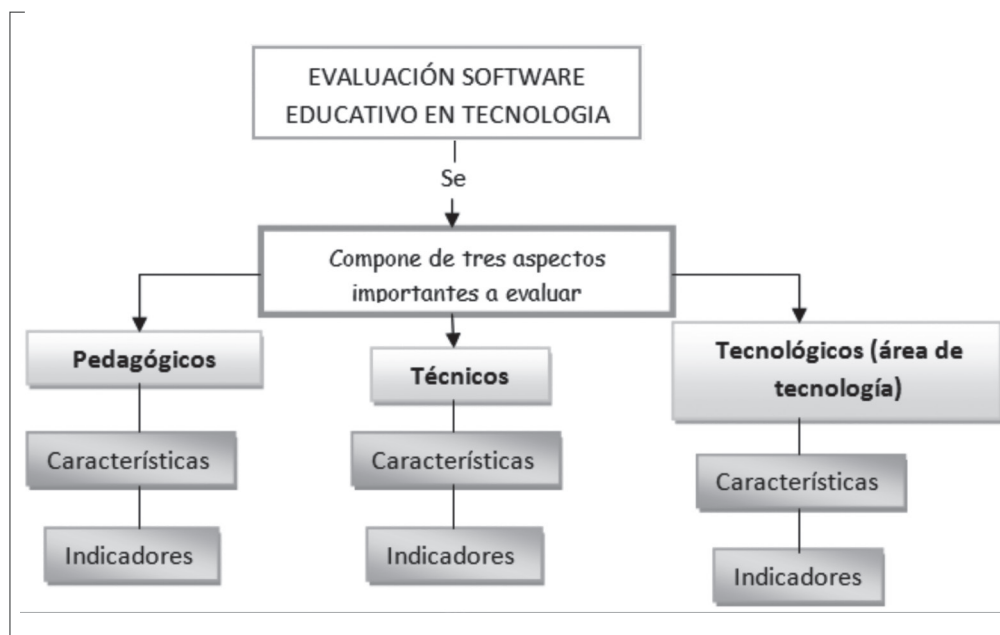 EVALUACIÓN SOFTWARE
EDUCATIVO EN TECNOLOGIA
Se
Compone de tres aspectos
importantes a evaluar
Pedagógicos
Técnicos
Tecnológicos (área de
tecnología)
Características
Características
Características
Indicadores
Indicadores
Indicadores